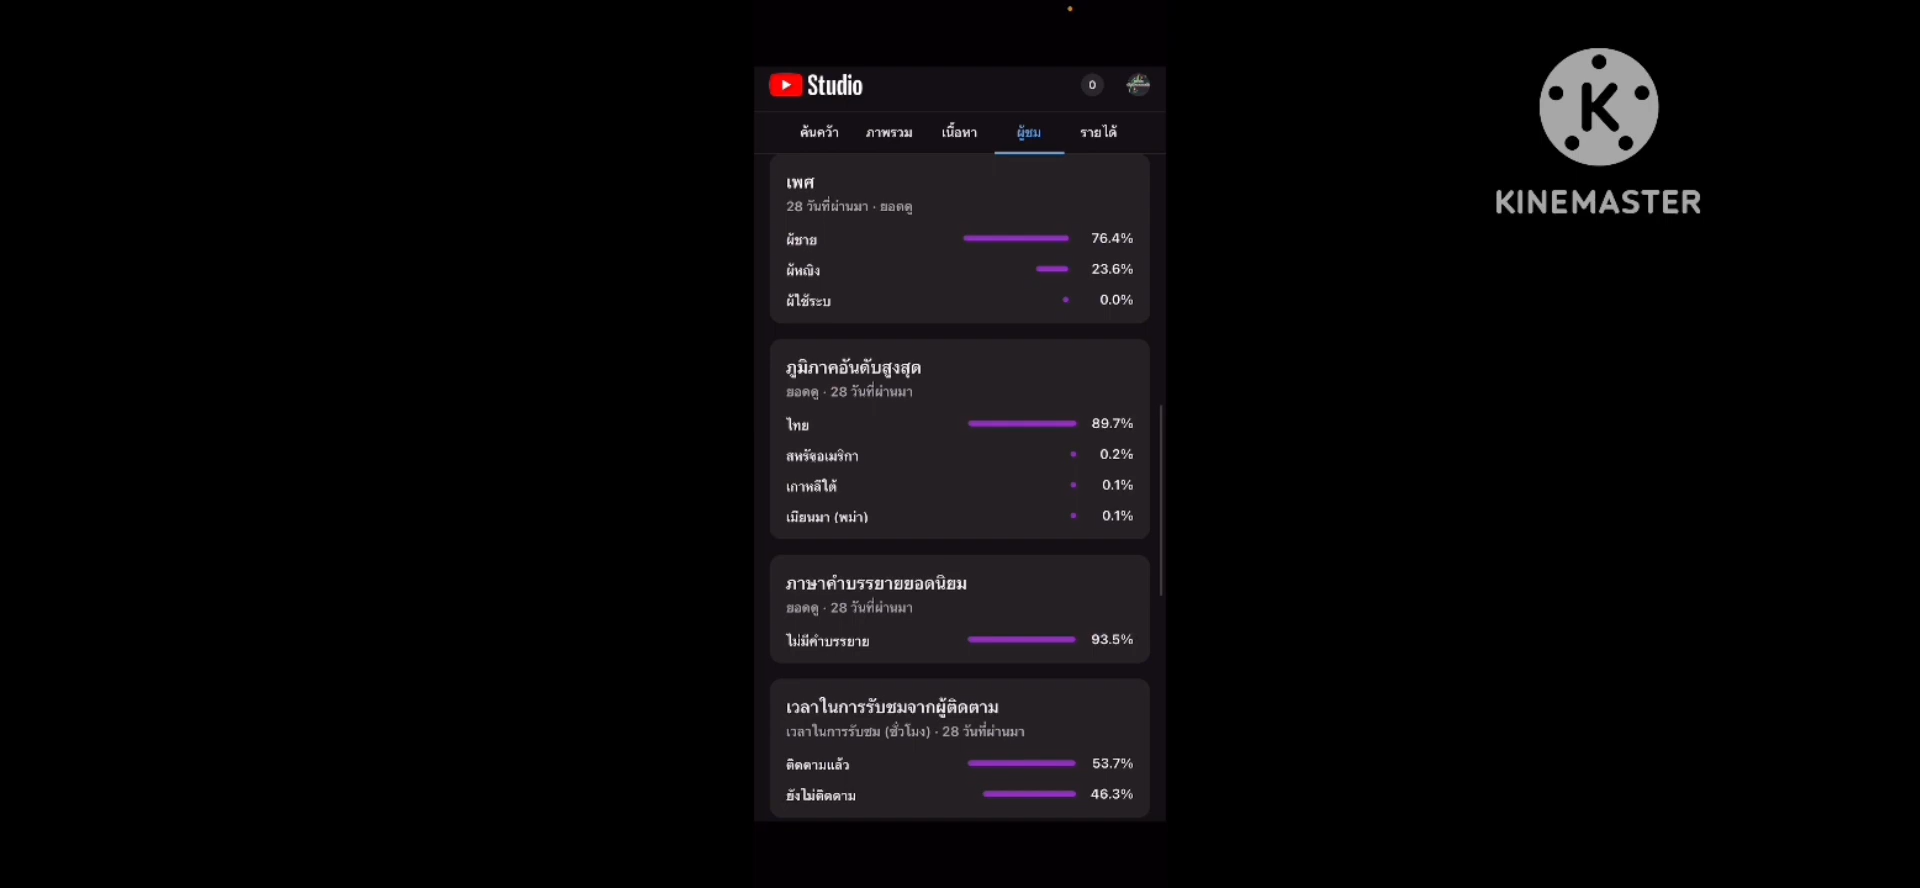 Studio
0
ค้นคว้า ภาพรวม เนื้อหา ผู้ชม รายได้
เพศ
28 วันที่ผ่านมา · ยอดดู
ผู้ชาย 76.4%
ผู้หญิง 23.6%
ผู้ใช้ระบุ 0.0%
ภูมิภาคอันดับสูงสุด
ยอดดู · 28 วันที่ผ่านมา
ไทย 89.7%
สหรัฐอเมริกา 0.2%
เกาหลีใต้ 0.1%
เมียนมา (พม่า) 0.1%
ภาษาคำบรรยายยอดนิยม
ยอดดู · 28 วันที่ผ่านมา
ไม่มีคำบรรยาย 93.5%
เวลาในการรับชมจากผู้ติดตาม
เวลาในการรับชม (ชั่วโมง) · 28 วันที่ผ่านมา
ติดตามแล้ว 53.7%
ยังไม่ติดตาม 46.3%
K
KINEMASTER